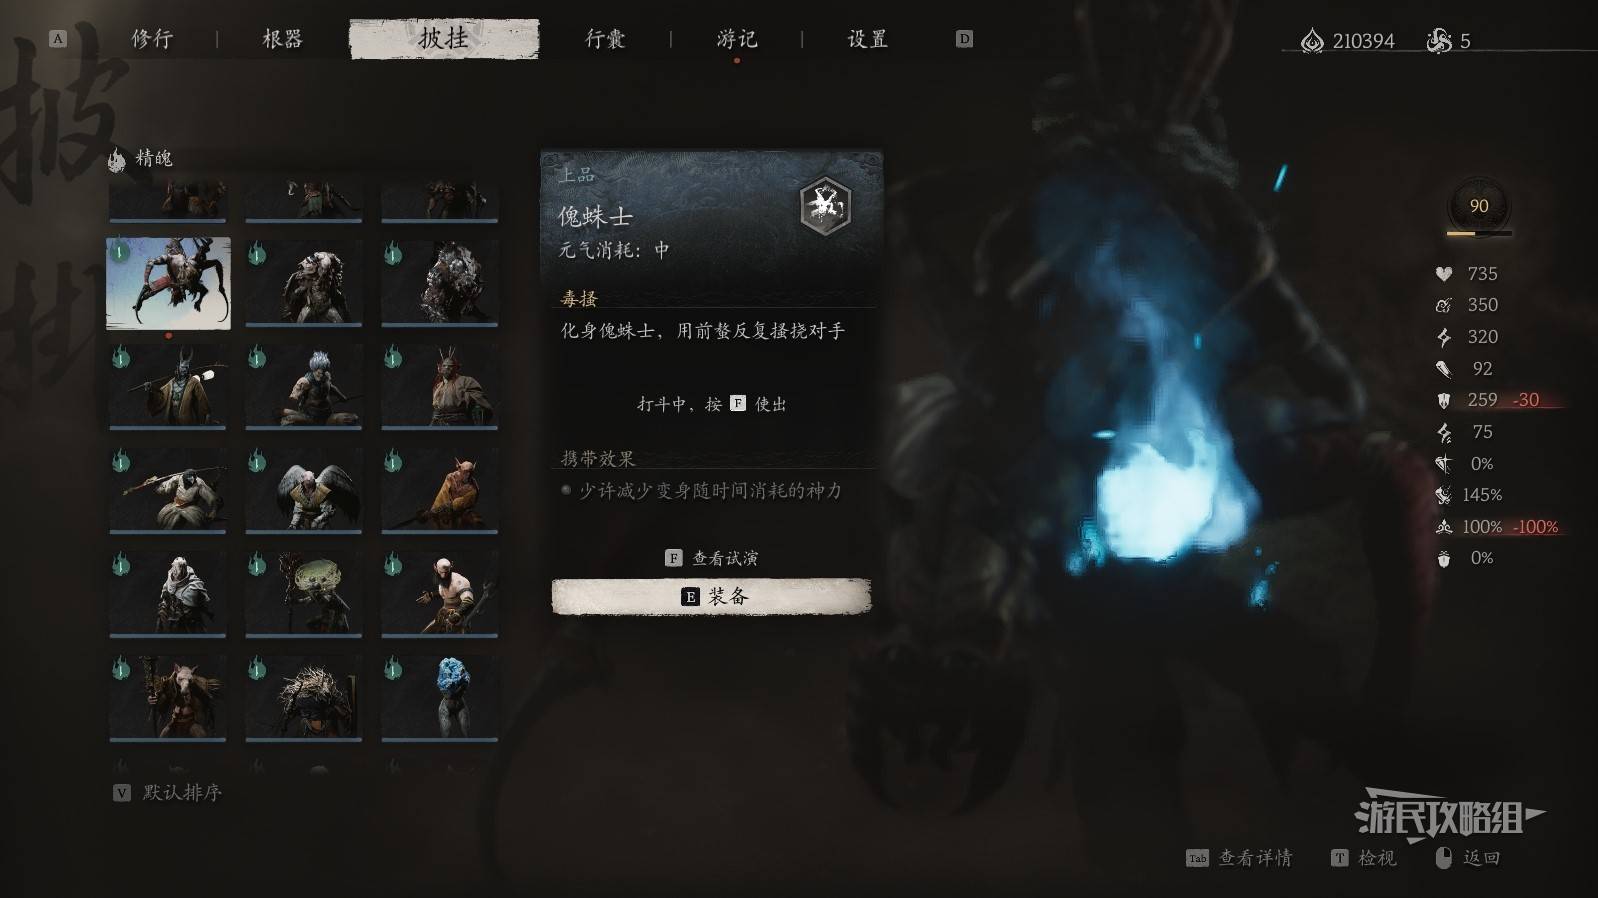 A 修行 根器 披挂 行囊 游记 设置 D
210394 5
披挂
精魄
上品
傀蛛士
元气消耗：中
毒搔
化身傀蛛士，用前螯反复搔挠对手
打斗中，按 F 使出
携带效果
少许减少变身随时间消耗的神力
F 查看试演
E 装备
V 默认排序
90
735
350
320
92
259 -30
75
0%
145%
100% -100%
0%
游民攻略组
Tab 查看详情 T 检视 返回